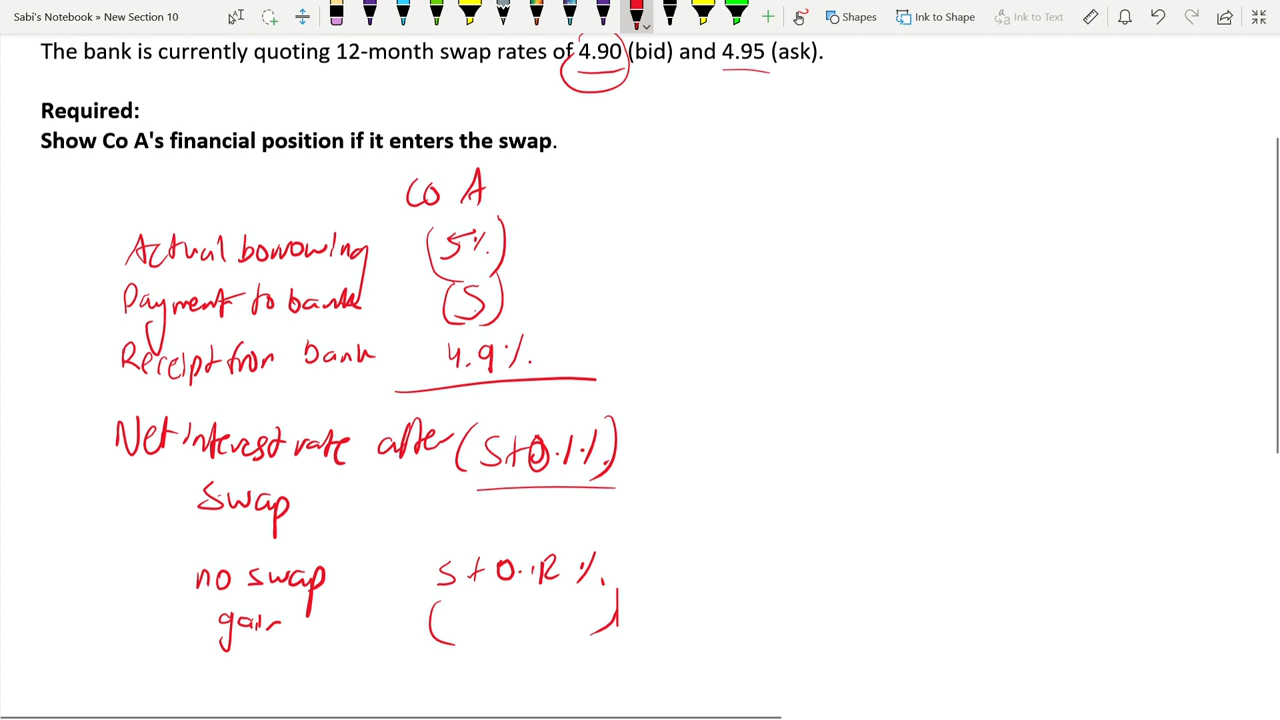 Sabi's Notebook » New Section 10
Shapes
Ink to Shape
Ink to Text
The bank is currently quoting 12-month swap rates of 4.90 (bid) and 4.95 (ask).
Required:
Show Co A's financial position if it enters the swap.
Co A
Actual borrowing (5%)
Payment to bank (S)
Receipt from bank 4.9%
Net interest rate after (S+0.1%)
swap
no swap S+0.12%
gain ( )